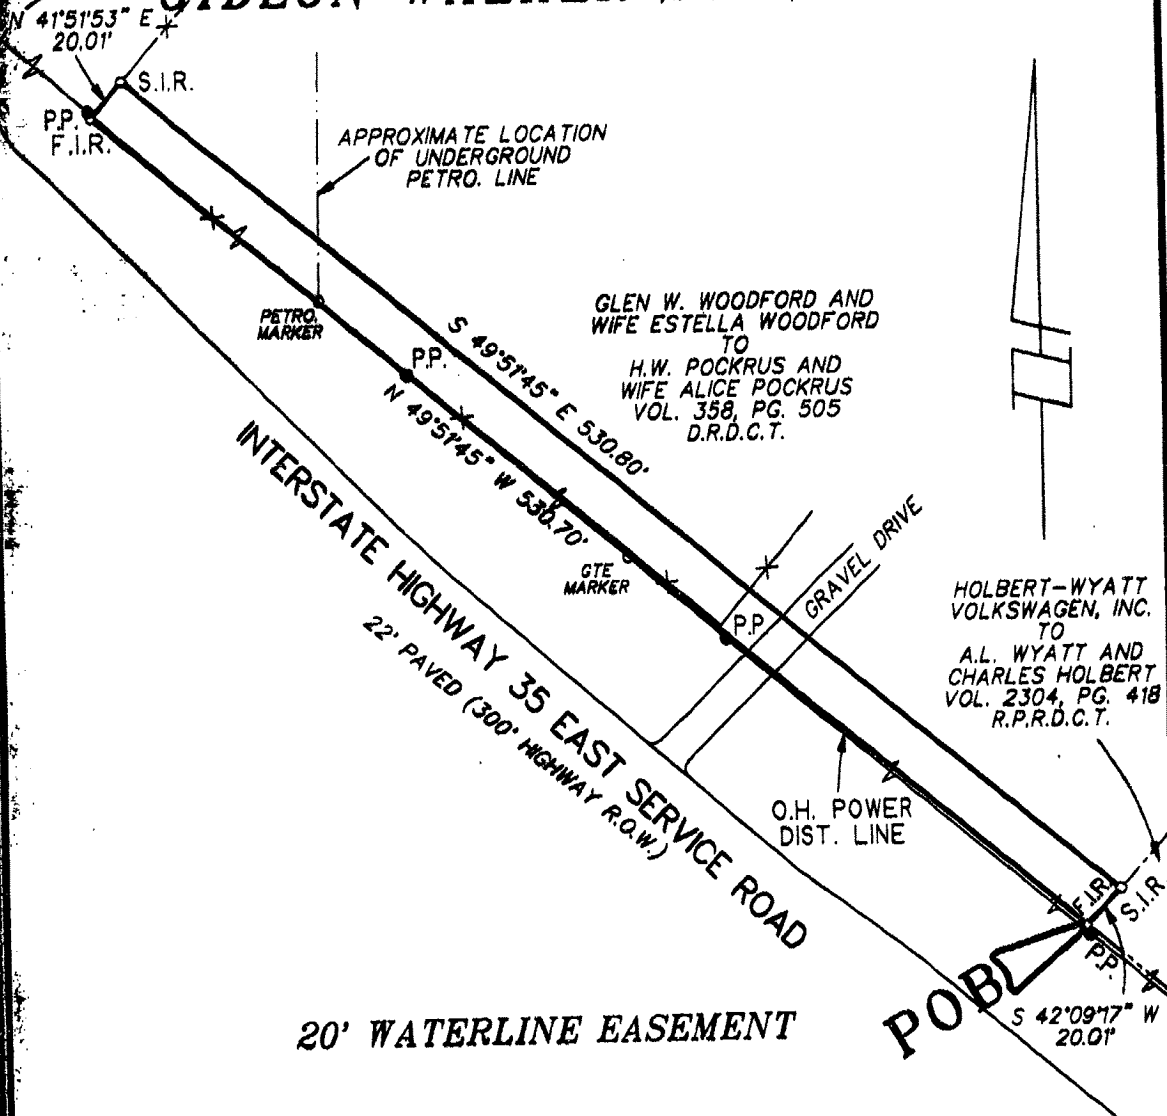 GIDEON WALKER
N 41°51'53" E
20.01'
S.I.R.
P.P.
F.I.R.
APPROXIMATE LOCATION
OF UNDERGROUND
PETRO. LINE
PETRO.
MARKER
P.P.
S 49°51'45" E 530.80'
N 49°51'45" W 530.70'
GLEN W. WOODFORD AND
WIFE ESTELLA WOODFORD
TO
H.W. POCKRUS AND
WIFE ALICE POCKRUS
VOL. 358, PG. 505
D.R.D.C.T.
INTERSTATE HIGHWAY 35 EAST SERVICE ROAD
22' PAVED (300' HIGHWAY R.O.W.)
GTE
MARKER
P.P
GRAVEL DRIVE
HOLBERT-WYATT
VOLKSWAGEN, INC.
TO
A.L. WYATT AND
CHARLES HOLBERT
VOL. 2304, PG. 418
R.P.R.D.C.T.
O.H. POWER
DIST. LINE
F.I.R.
S.I.R.
P.P.
POB
S 42°09'17" W
20.01'
20' WATERLINE EASEMENT